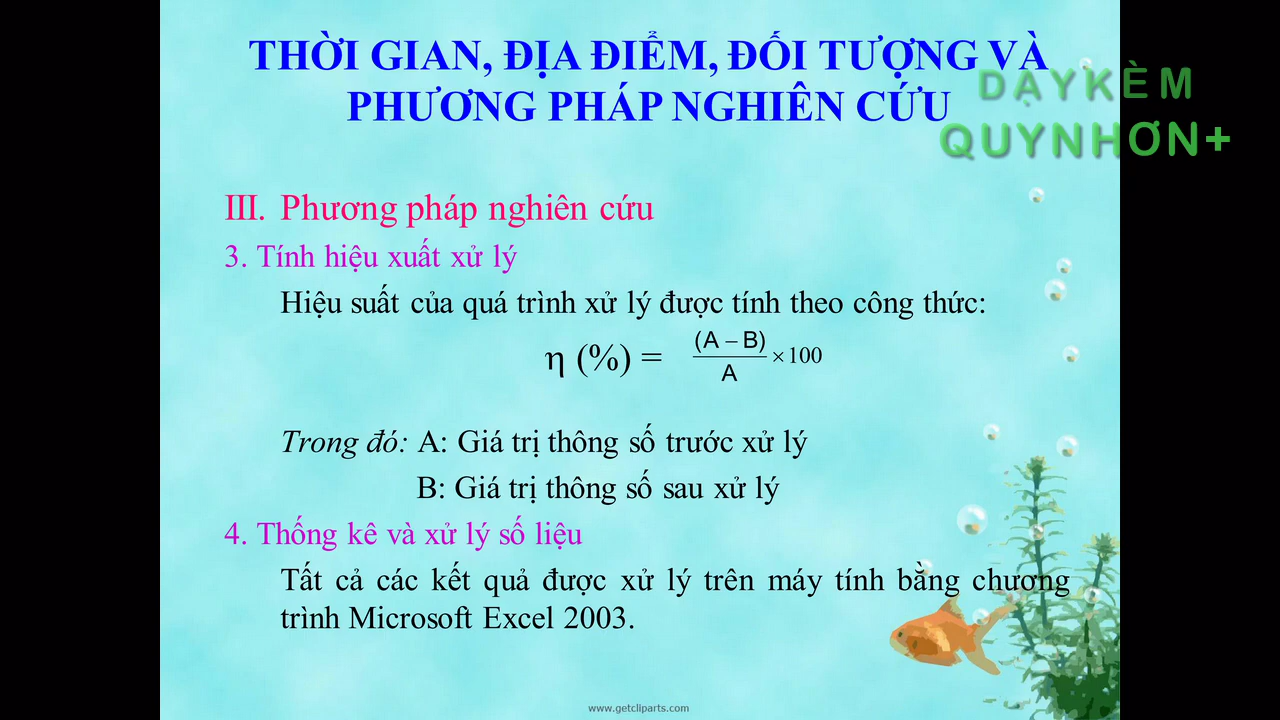 THỜI GIAN, ĐỊA ĐIỂM, ĐỐI TƯỢNG VÀ
PHƯƠNG PHÁP NGHIÊN CỨU
DẠYKÈM
QUYNHƠN+
III. Phương pháp nghiên cứu
3. Tính hiệu xuất xử lý
Hiệu suất của quá trình xử lý được tính theo công thức:
η (%) = (A – B)/A ×100
Trong đó: A: Giá trị thông số trước xử lý
B: Giá trị thông số sau xử lý
4. Thống kê và xử lý số liệu
Tất cả các kết quả được xử lý trên máy tính bằng chương
trình Microsoft Excel 2003.
www.getcliparts.com